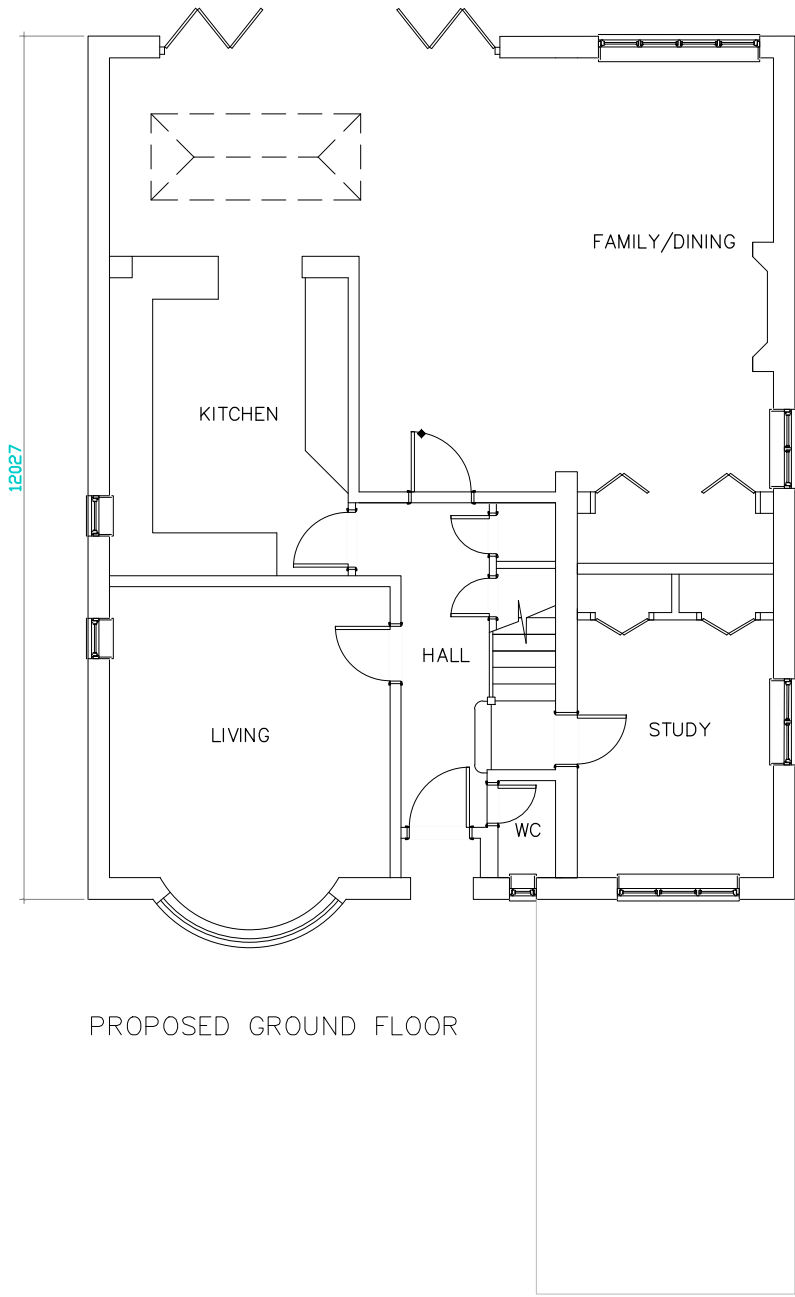 FAMILY/DINING
KITCHEN
12027
HALL
STUDY
LIVING
WC
PROPOSED GROUND FLOOR